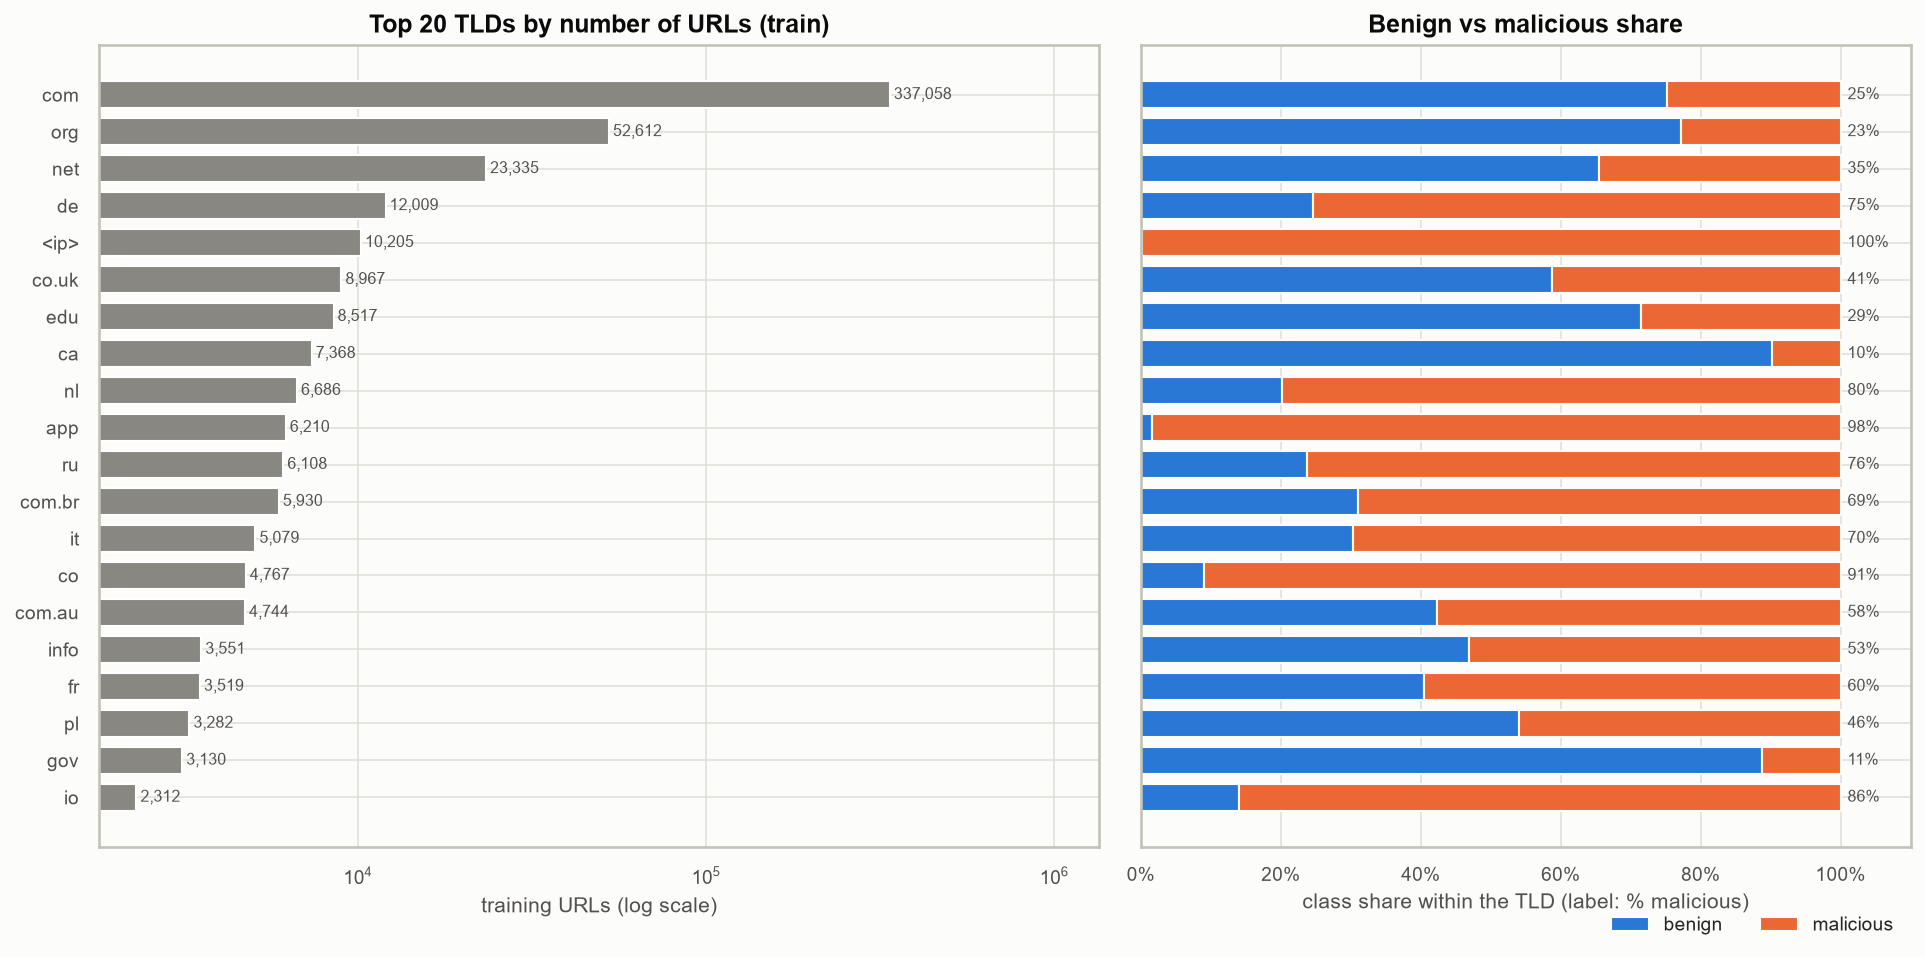 Top 20 TLDs by number of URLs (train)
com 337,058
org 52,612
net 23,335
de 12,009
<ip> 10,205
co.uk 8,967
edu 8,517
ca 7,368
nl 6,686
app 6,210
ru 6,108
com.br 5,930
it 5,079
co 4,767
com.au 4,744
info 3,551
fr 3,519
pl 3,282
gov 3,130
io 2,312
10^4 10^5 10^6
training URLs (log scale)
Benign vs malicious share
25%
23%
35%
75%
100%
41%
29%
10%
80%
98%
76%
69%
70%
91%
58%
53%
60%
46%
11%
86%
0% 20% 40% 60% 80% 100%
class share within the TLD (label: % malicious)
benign malicious